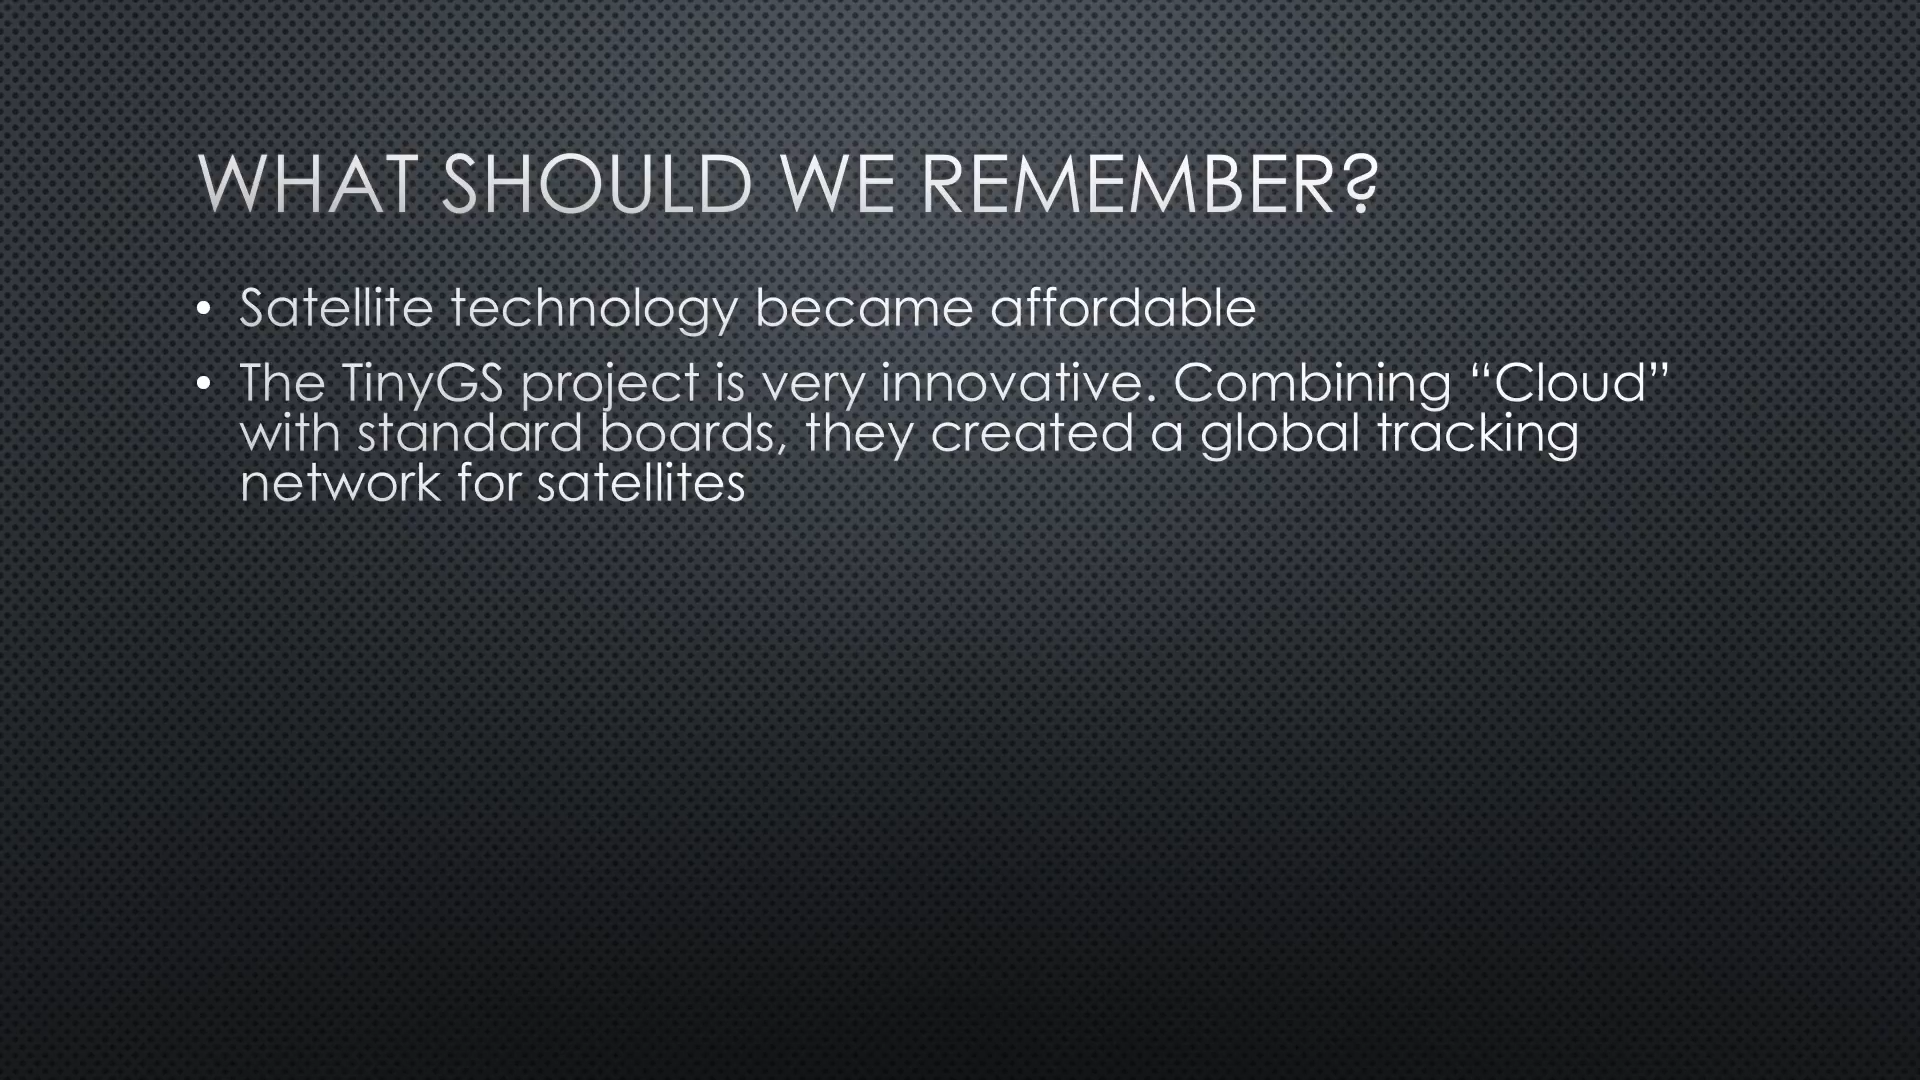 WHAT SHOULD WE REMEMBER?
• Satellite technology became affordable
• The TinyGS project is very innovative. Combining “Cloud”
with standard boards, they created a global tracking
network for satellites